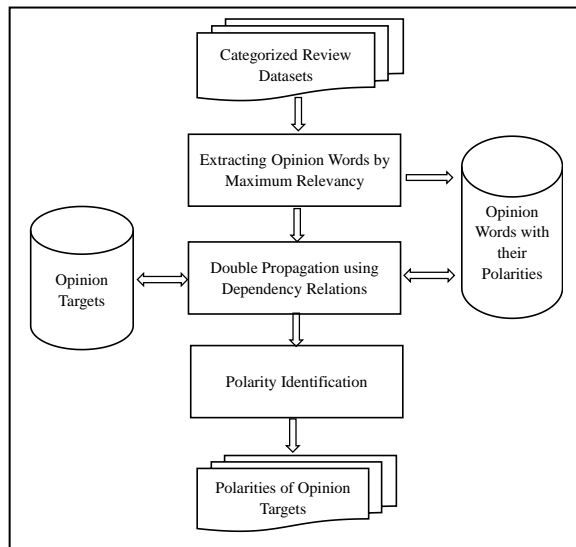 Categorized Review
Datasets
Extracting Opinion Words by
Maximum Relevancy
Opinion
Words with
their
Polarities
Opinion
Targets
Double Propagation using
Dependency Relations
Polarity Identification
Polarities of Opinion
Targets